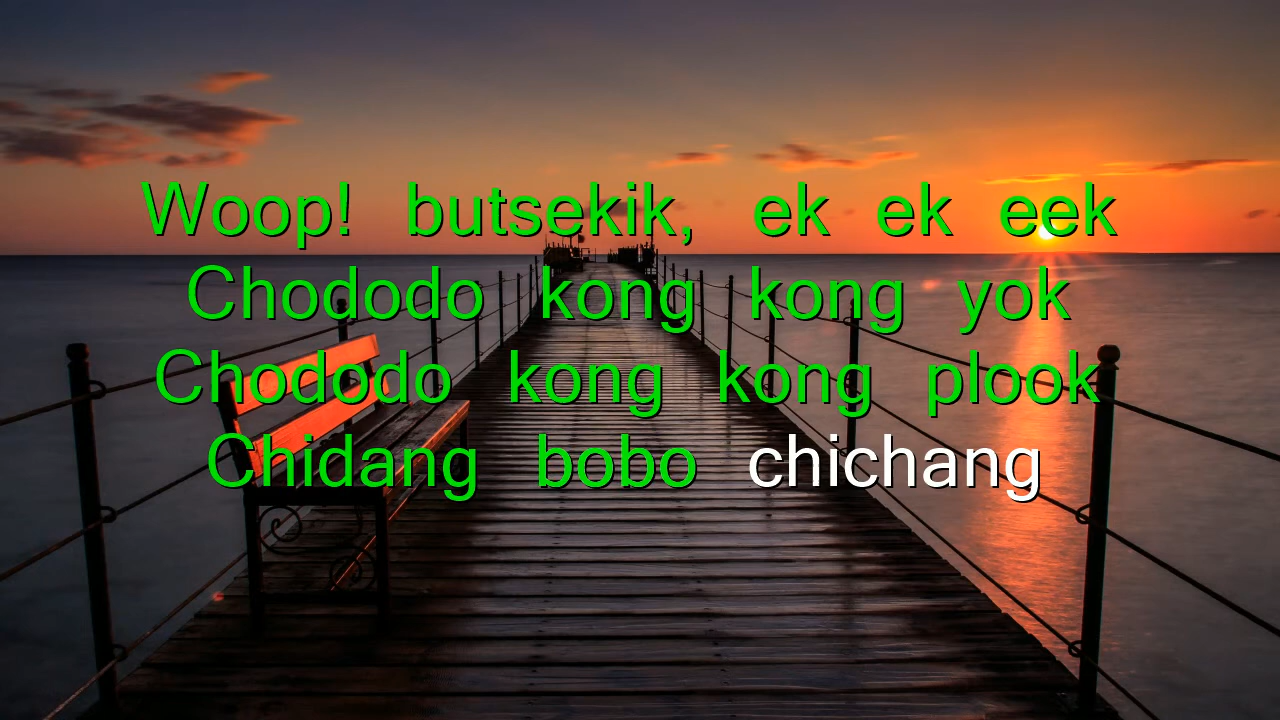 Woop! butsekik, ek ek eek
Chododo kong kong yok
Chododo kong kong plook
Chidang bobo chichang